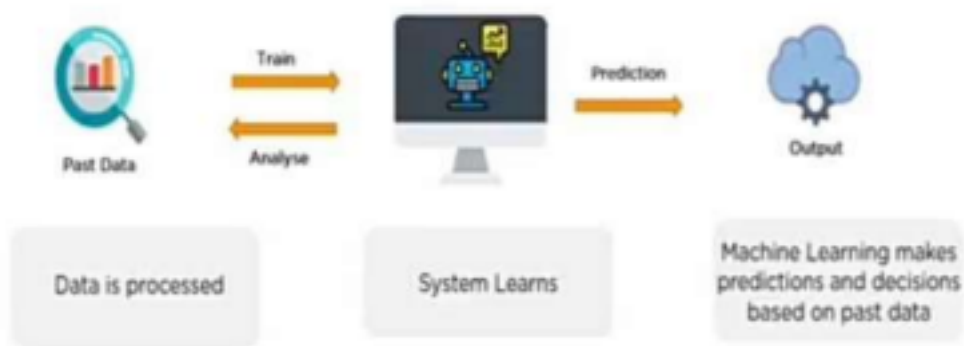 Train
Prediction
Analyse
Past Data
Output
Data is processed
System Learns
Machine Learning makes
predictions and decisions
based on past data